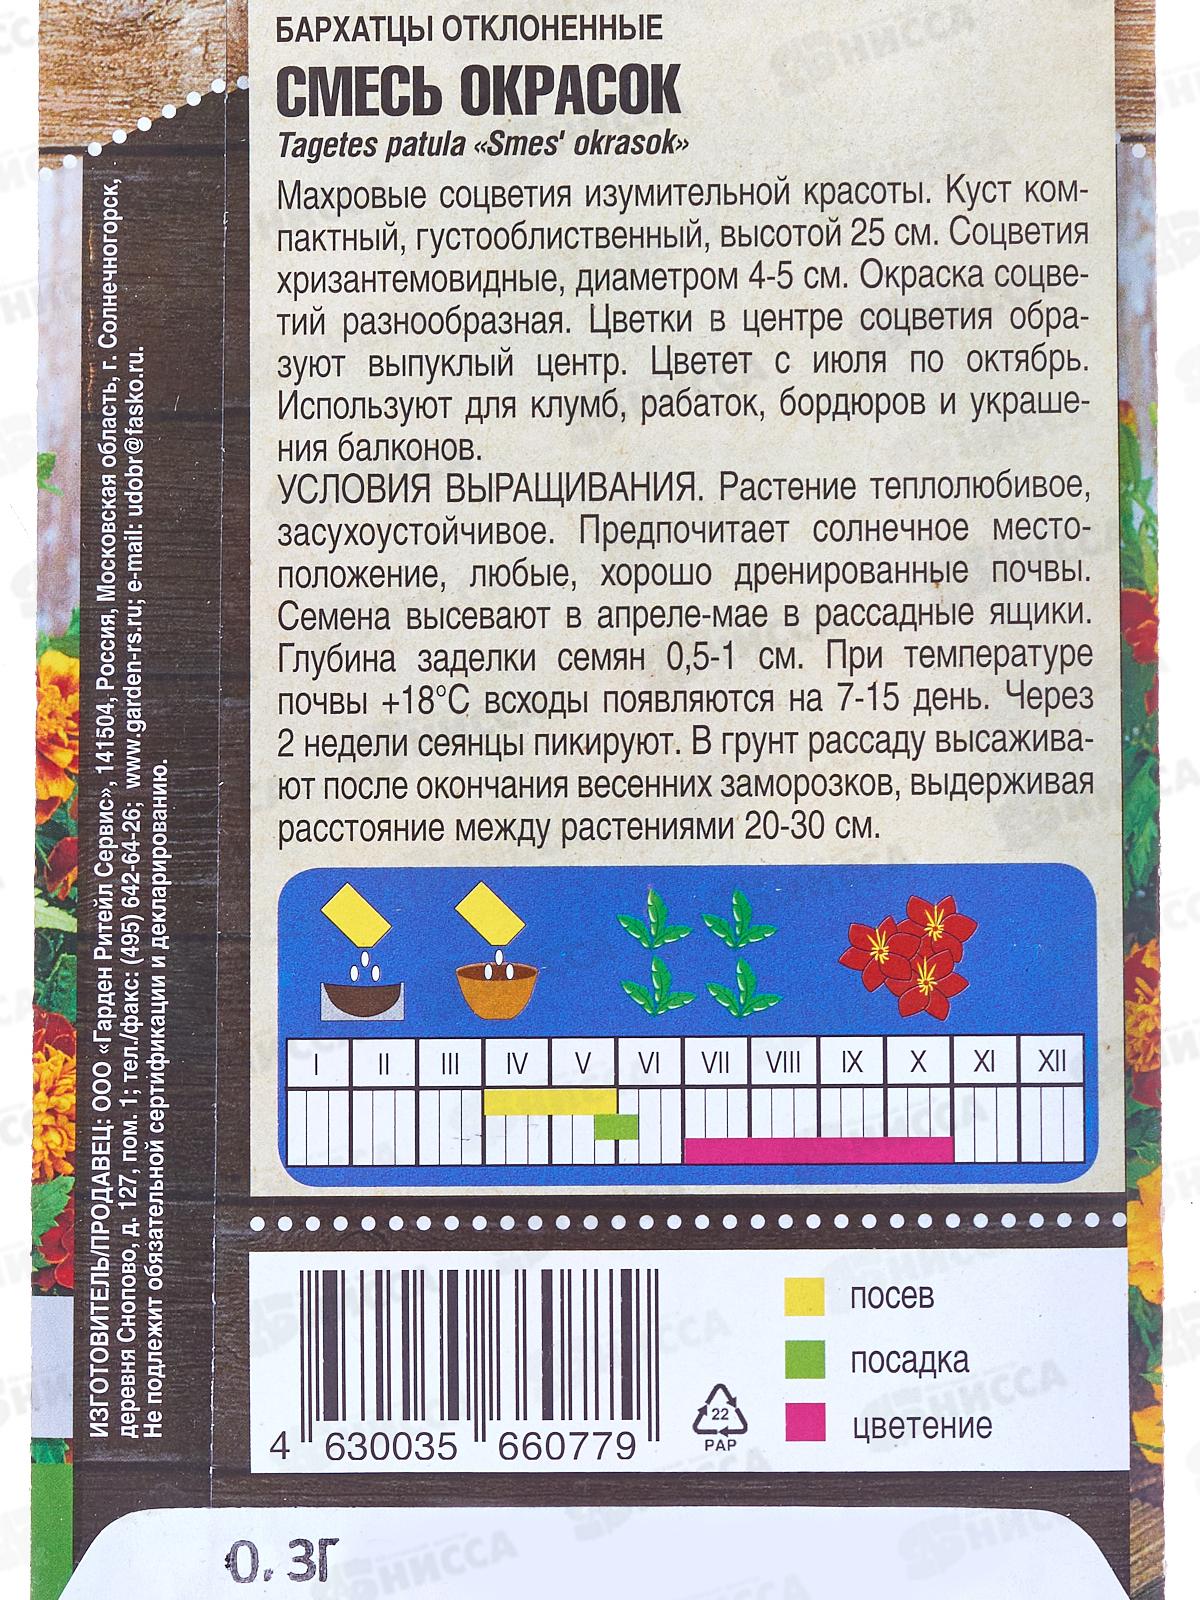 БАРХАТЦЫ ОТКЛОНЕННЫЕ
СМЕСЬ ОКРАСОК
Tagetes patula «Smes' okrasok»
Махровые соцветия изумительной красоты. Куст ком-
пактный, густооблиственный, высотой 25 см. Соцветия
хризантемовидные, диаметром 4-5 см. Окраска соцве-
тий разнообразная. Цветки в центре соцветия обра-
зуют выпуклый центр. Цветет с июля по октябрь.
Используют для клумб, рабаток, бордюров и украше-
ния балконов.
УСЛОВИЯ ВЫРАЩИВАНИЯ. Растение теплолюбивое,
засухоустойчивое. Предпочитает солнечное место-
положение, любые, хорошо дренированные почвы.
Семена высевают в апреле-мае в рассадные ящики.
Глубина заделки семян 0,5-1 см. При температуре
почвы +18°С всходы появляются на 7-15 день. Через
2 недели сеянцы пикируют. В грунт рассаду высажива-
ют после окончания весенних заморозков, выдерживая
расстояние между растениями 20-30 см.
I II III IV V VI VII VIII IX X XI XII
посев
посадка
цветение
4 630035 660779
22
PAP
0.3Г
ИЗГОТОВИТЕЛЬ/ПРОДАВЕЦ: ООО «Гарден Ритейл Сервис», 141504, Россия, Московская область, г. Солнечногорск,
деревня Снопово, д. 127, пом. 1; тел./факс: (495) 642-64-26; www.garden-rs.ru; e-mail: udobr@fasko.ru.
Не подлежит обязательной сертификации и декларированию.
НИССА